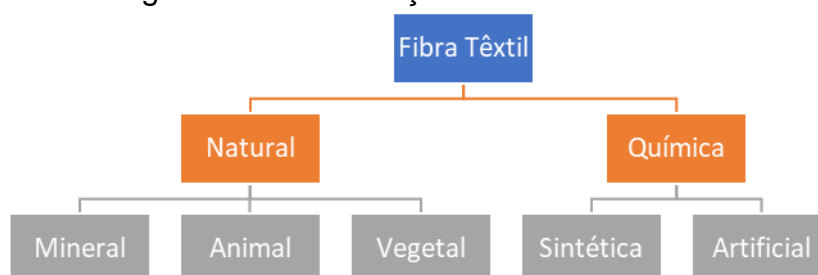 Fibra Têxtil
Natural
Química
Mineral
Animal
Vegetal
Sintética
Artificial